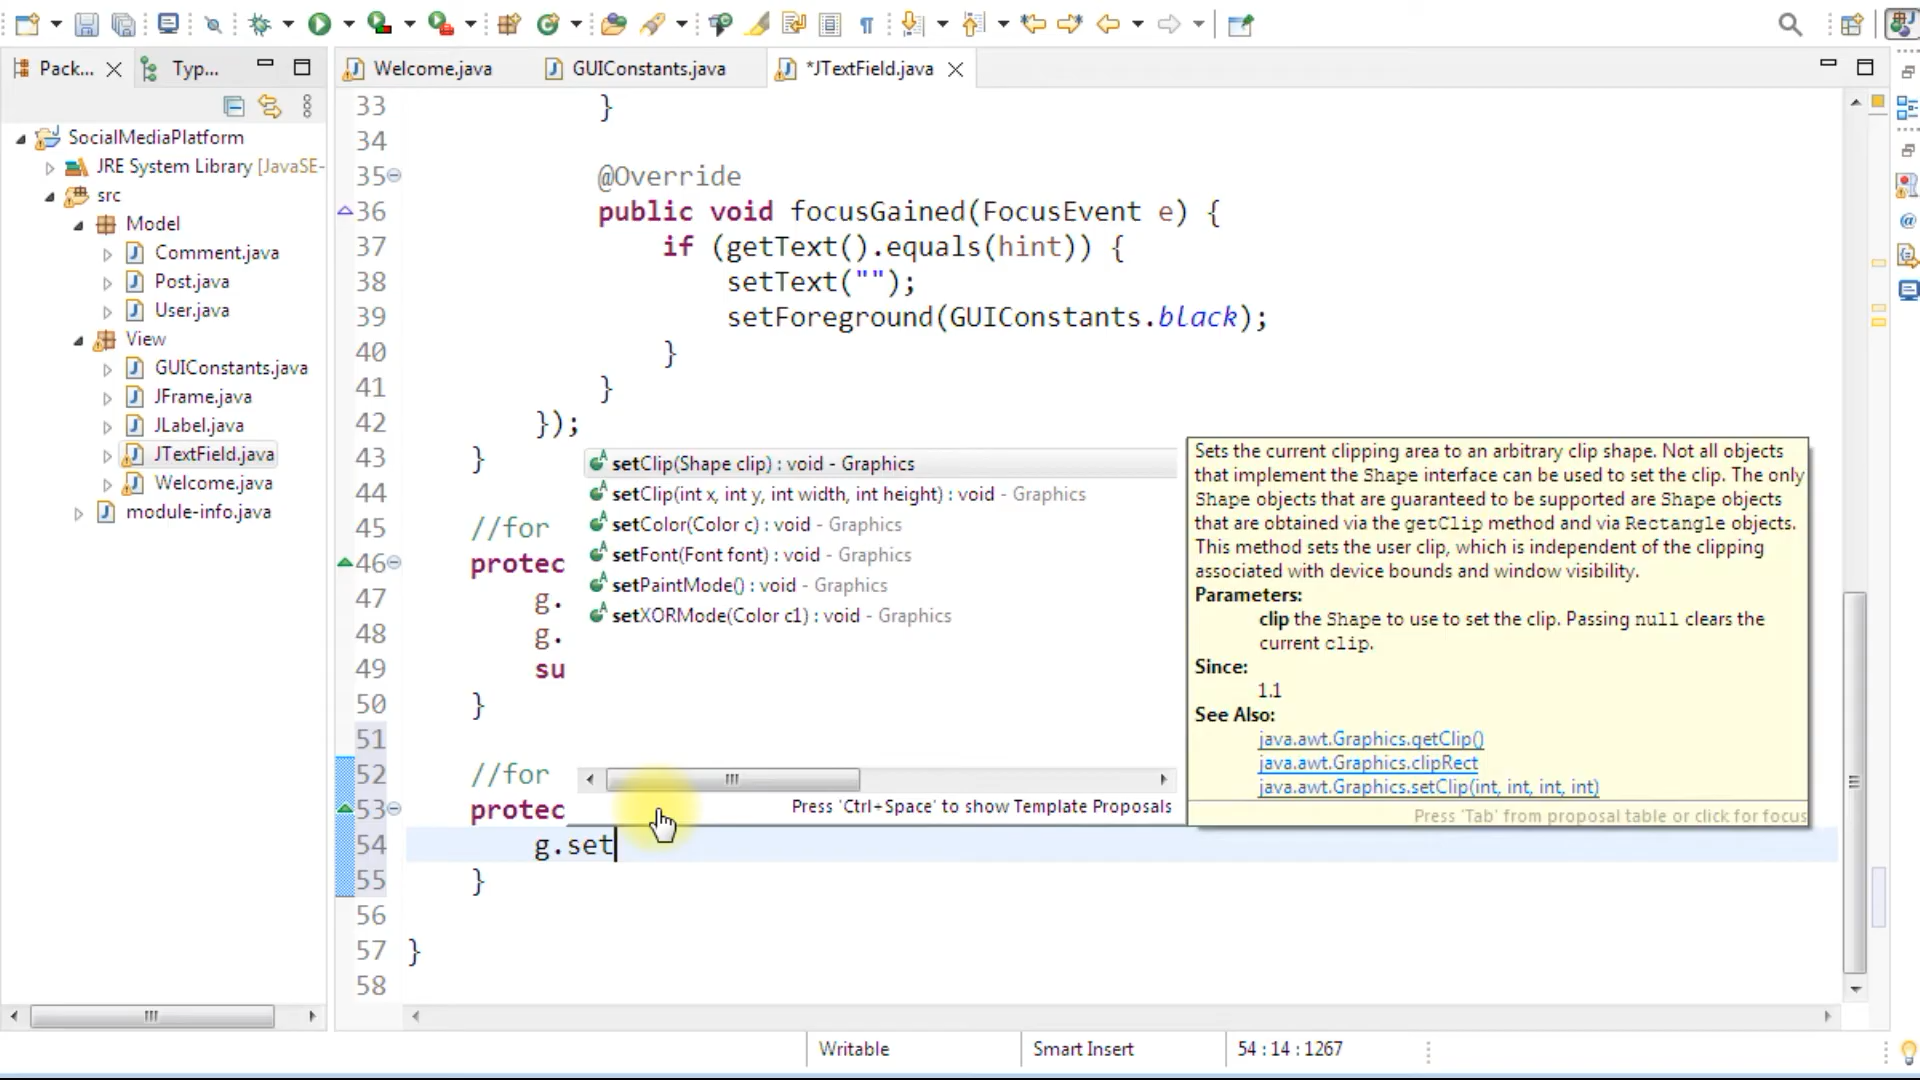 Pack...
Typ...
Welcome.java
GUIConstants.java
*JTextField.java
SocialMediaPlatform
JRE System Library [JavaSE-
src
Model
Comment.java
Post.java
User.java
View
GUIConstants.java
JFrame.java
JLabel.java
JTextField.java
Welcome.java
module-info.java
33 }
34
35 @Override
36 public void focusGained(FocusEvent e) {
37 if (getText().equals(hint)) {
38 setText("");
39 setForeground(GUIConstants.black);
40 }
41 }
42 });
43 }
44
45 //for
46 protec
47 g.
48 g.
49 su
50 }
51
52 //for
53 protec
54 g.set
55 }
56
57 }
58
setClip(Shape clip) : void - Graphics
setClip(int x, int y, int width, int height) : void - Graphics
setColor(Color c) : void - Graphics
setFont(Font font) : void - Graphics
setPaintMode() : void - Graphics
setXORMode(Color c1) : void - Graphics
Press 'Ctrl+Space' to show Template Proposals
Sets the current clipping area to an arbitrary clip shape. Not all objects
that implement the Shape interface can be used to set the clip. The only
Shape objects that are guaranteed to be supported are Shape objects
that are obtained via the getClip method and via Rectangle objects.
This method sets the user clip, which is independent of the clipping
associated with device bounds and window visibility.
Parameters:
clip the Shape to use to set the clip. Passing null clears the
current clip.
Since:
1.1
See Also:
java.awt.Graphics.getClip()
java.awt.Graphics.clipRect
java.awt.Graphics.setClip(int, int, int, int)
Press 'Tab' from proposal table or click for focus
Writable
Smart Insert
54 : 14 : 1267